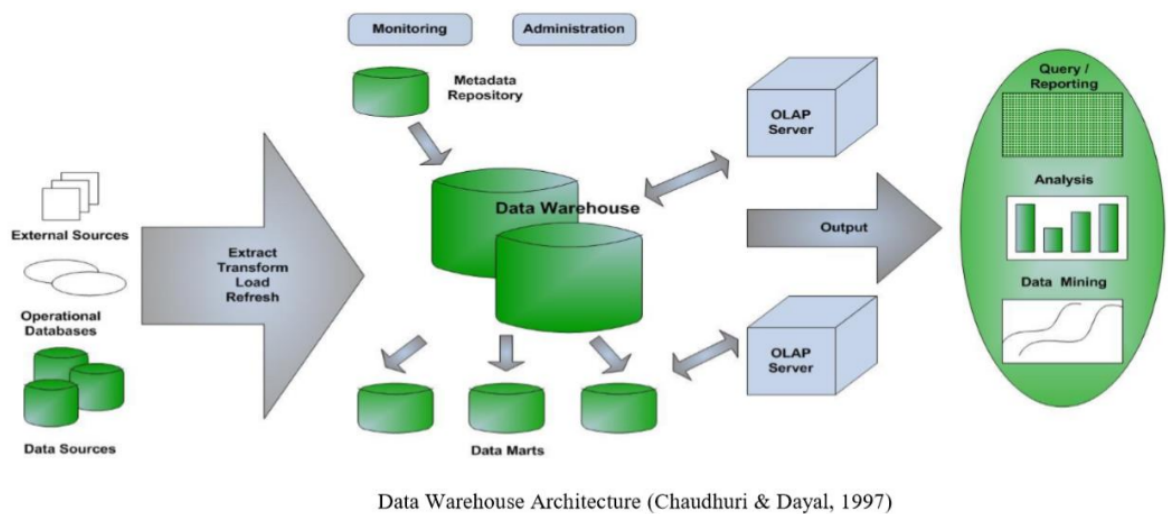 Monitoring
Administration
Metadata
Repository
OLAP
Server
Query /
Reporting
Analysis
Data Mining
External Sources
Operational
Databases
Data Sources
Extract
Transform
Load
Refresh
Data Warehouse
Output
OLAP
Server
Data Marts
Data Warehouse Architecture (Chaudhuri & Dayal, 1997)